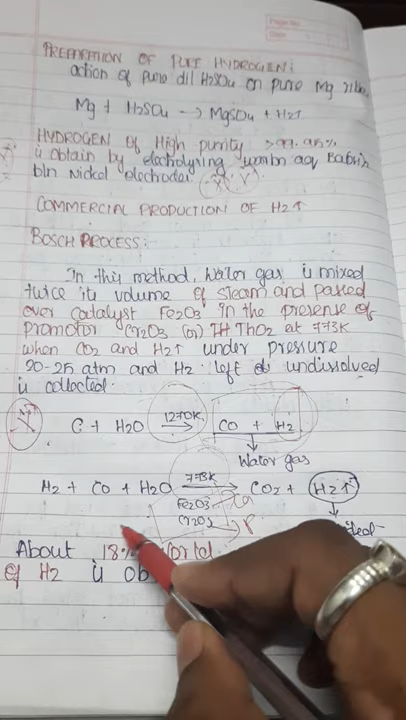 Page No.
PREPARATION OF PURE HYDROGEN:
action of pure dil H2SO4 on pure Mg
Mg + H2SO4 → MgSO4 + H2↑
HYDROGEN of High purity >99.95%
is obtain by electrolysing warm aq Ba(OH)2
b/n Nickel electrodes
COMMERCIAL PRODUCTION OF H2↑
BOSCH PROCESS:-
In this method, Water gas is mixed
twice its volume of steam and passed
over catalyst Fe2O3 in the presense of
promotor Cr2O3 (or) ThO2 at 773K
when CO2 and H2↑ under pressure
20-25 atm and H2 left undissolved
is collected.
C + H2O 1270K → CO + H2
Water gas
H2 + CO + H2O 773K → CO2 + H2↑
Fe2O3
Cr2O3 P
About 18%
of H2 is ob